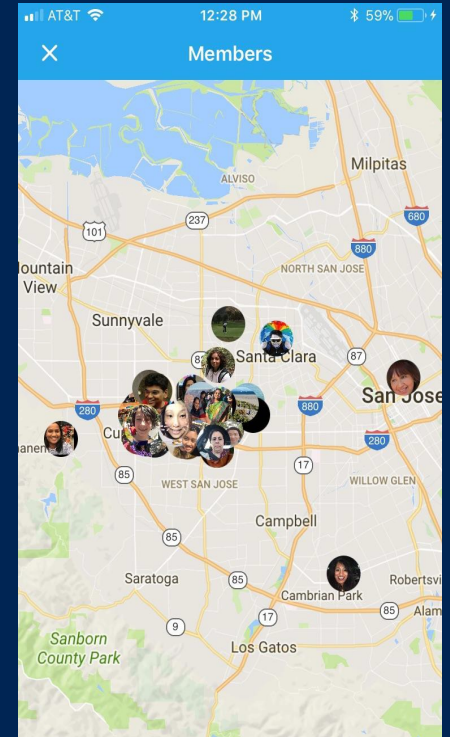 AT&T 12:28 PM 59%
Members
ALVISO
Milpitas
237
101
680
880
ountain
View
NORTH SAN JOSE
Sunnyvale
Santa Clara
87
San Jose
280
880
Cu
280
anen
85
17
WEST SAN JOSE
WILLOW GLEN
Campbell
85
Saratoga
85
Cambrian Park
Robertsvi
85
Alam
17
9
Sanborn
County Park
Los Gatos